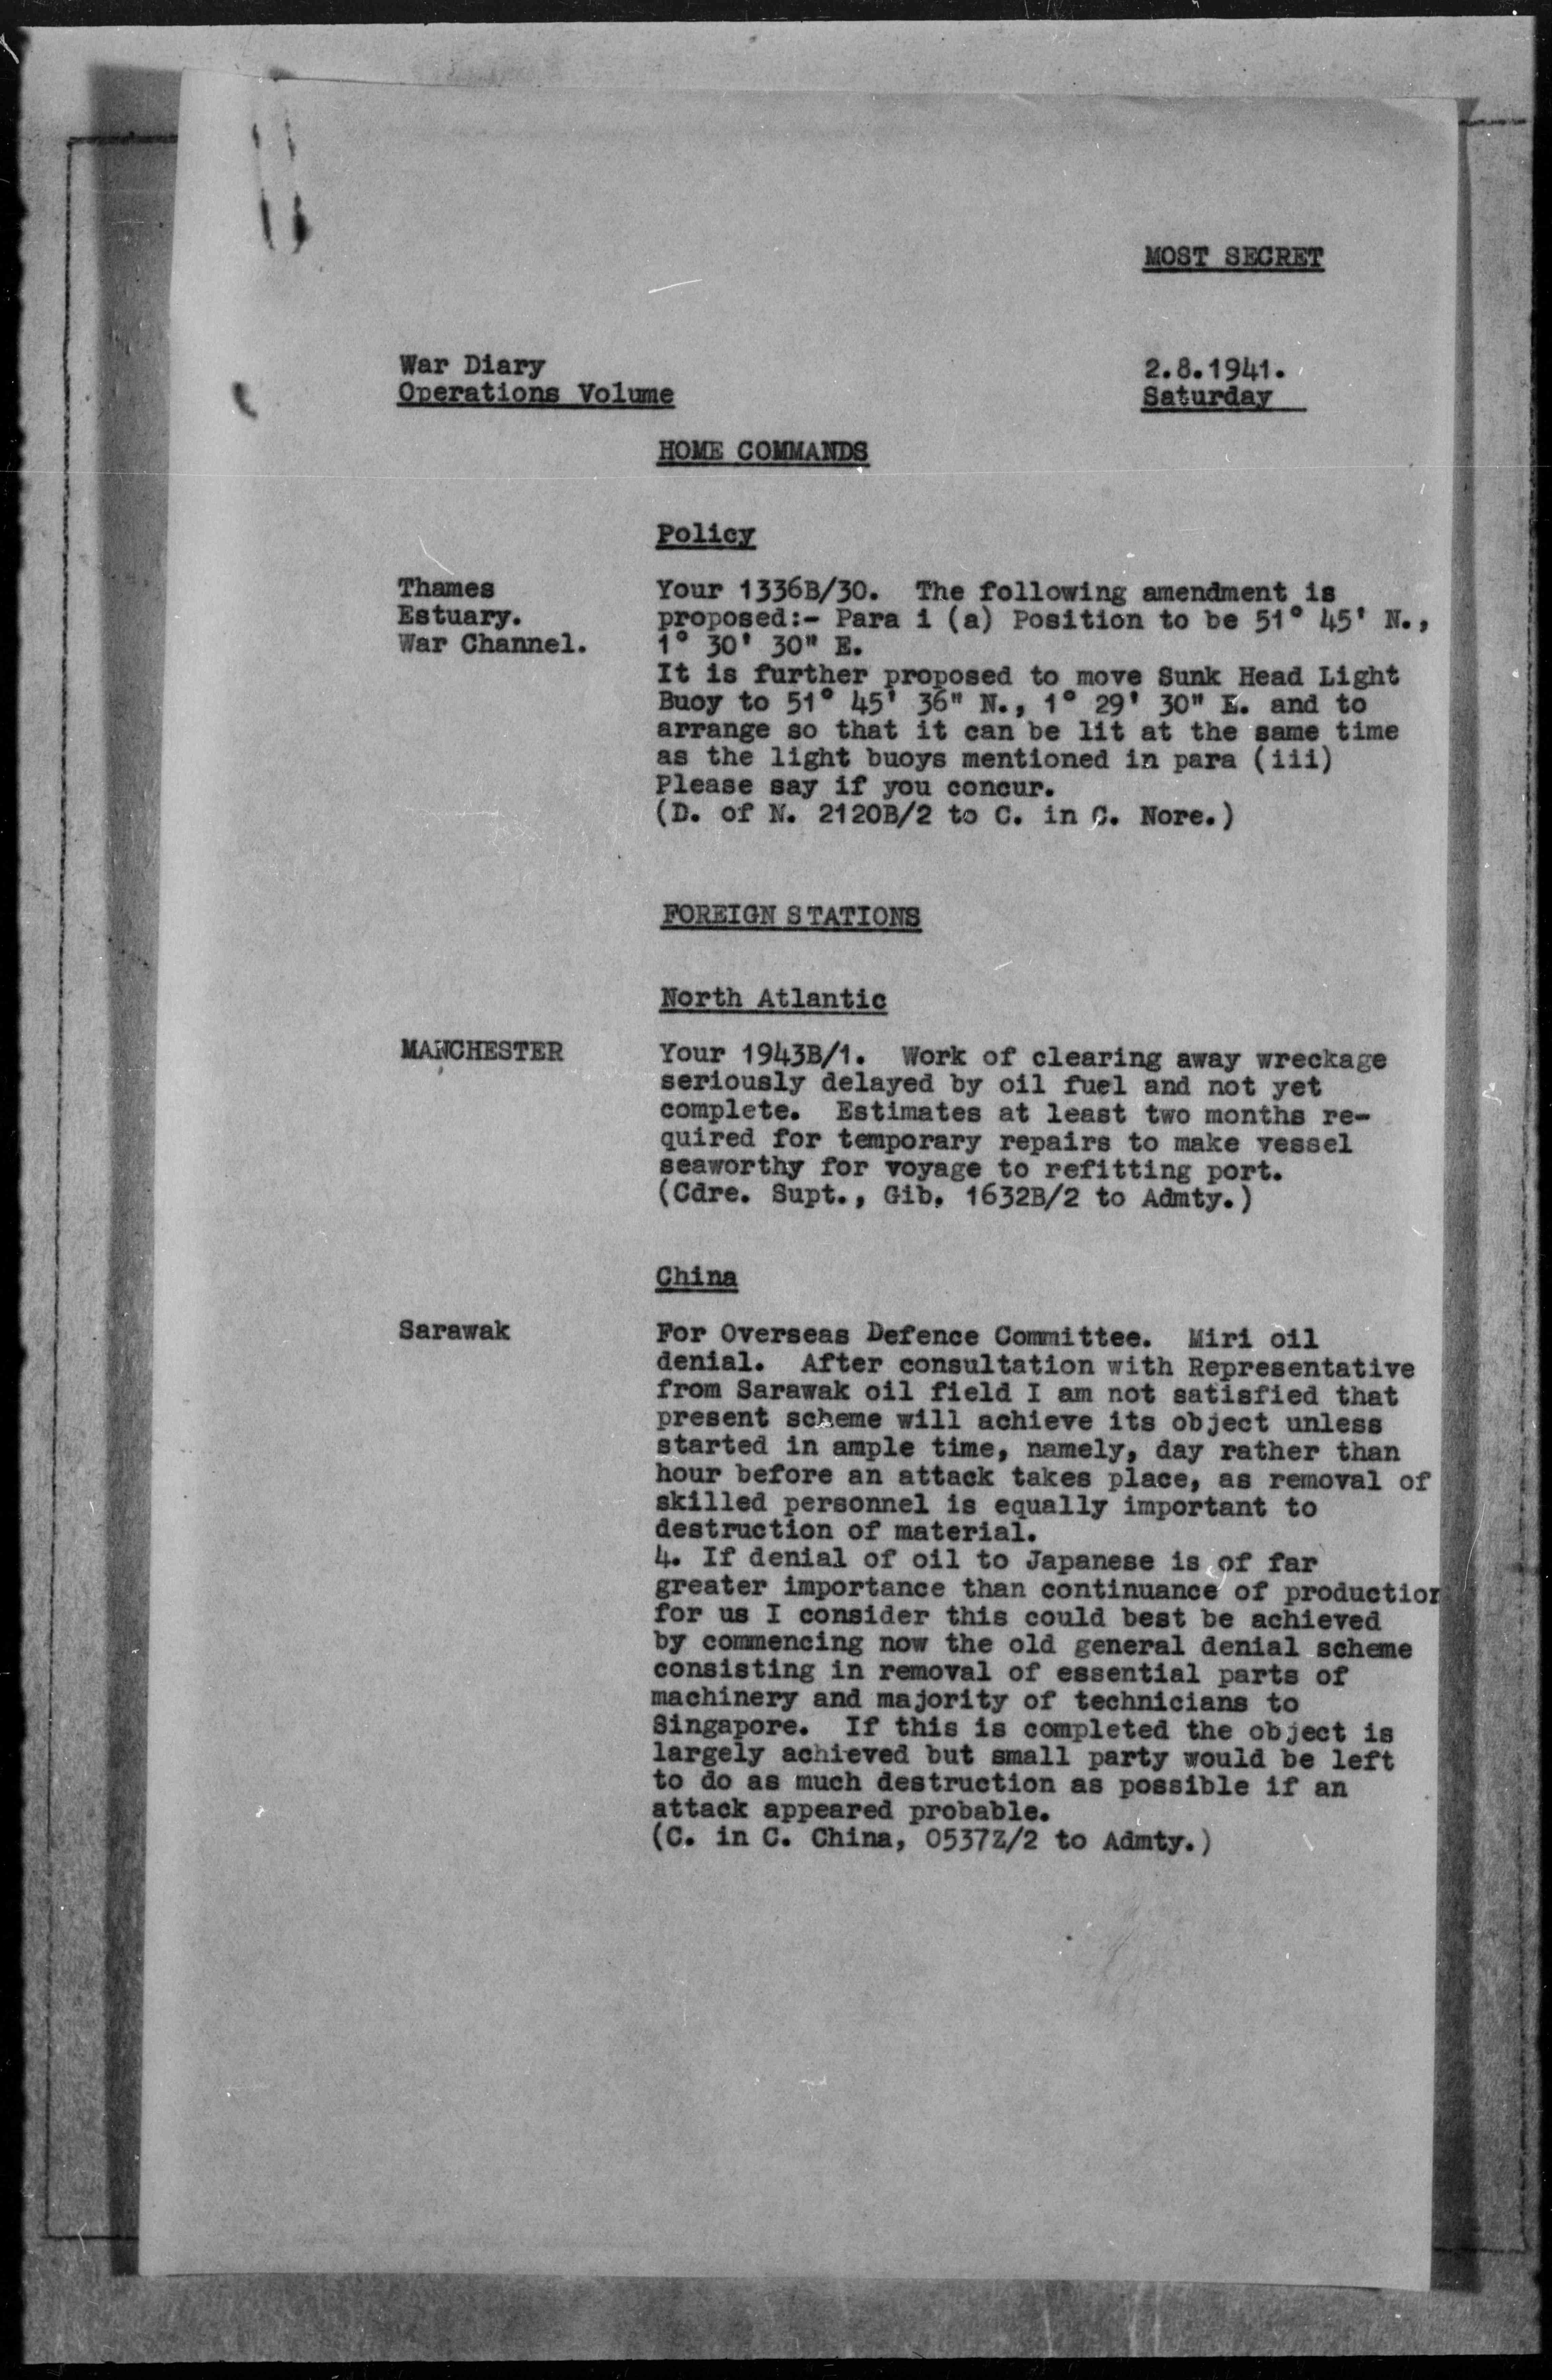 MOST SECRET
War Diary
Operations Volume
2.8.1941.
Saturday
HOME COMMANDS
Policy
Thames
Estuary.
War Channel.
Your 1336B/30. The following amendment is
proposed:- Para i (a) Position to be 51° 45' N.,
1° 30' 30" E.
It is further proposed to move Sunk Head Light
Buoy to 51° 45' 36" N., 1° 29' 30" E. and to
arrange so that it can be lit at the same time
as the light buoys mentioned in para (iii)
Please say if you concur.
(D. of N. 2120B/2 to C. in C. Nore.)
FOREIGN STATIONS
North Atlantic
MANCHESTER
Your 1943B/1. Work of clearing away wreckage
seriously delayed by oil fuel and not yet
complete. Estimates at least two months re-
quired for temporary repairs to make vessel
seaworthy for voyage to refitting port.
(Cdre. Supt., Gib. 1632B/2 to Admty.)
China
Sarawak
For Overseas Defence Committee. Miri oil
denial. After consultation with Representative
from Sarawak oil field I am not satisfied that
present scheme will achieve its object unless
started in ample time, namely, day rather than
hour before an attack takes place, as removal of
skilled personnel is equally important to
destruction of material.
4. If denial of oil to Japanese is of far
greater importance than continuance of production
for us I consider this could best be achieved
by commencing now the old general denial scheme
consisting in removal of essential parts of
machinery and majority of technicians to
Singapore. If this is completed the object is
largely achieved but small party would be left
to do as much destruction as possible if an
attack appeared probable.
(C. in C. China, 0537Z/2 to Admty.)